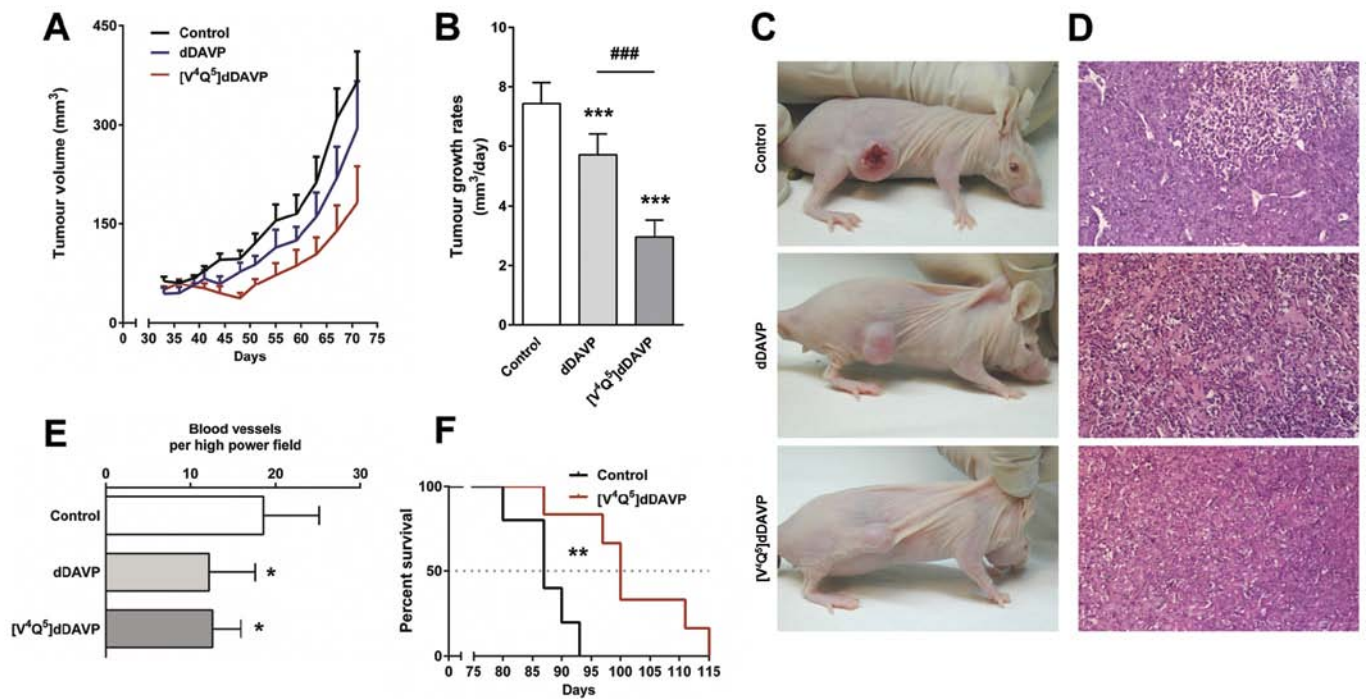 A
450
300
150
0
Tumour volume (mm³)
Control
dDAVP
[V⁴Q⁵]dDAVP
0 30 35 40 44 50 55 60 65 71 75
Days
B
10
8
6
4
2
0
Tumour growth rates
(mm³/day)
###
***
***
Control
dDAVP
[V⁴Q⁵]dDAVP
C
Control
dDAVP
[V⁴Q⁵]dDAVP
D
E
Blood vessels
per high power field
0 10 20 30
Control
dDAVP *
[V⁴Q⁵]dDAVP *
F
Control
[V⁴Q⁵]dDAVP
100
50
0
Percent survival
**
0 75 80 85 90 95 100 105 110 115
Days